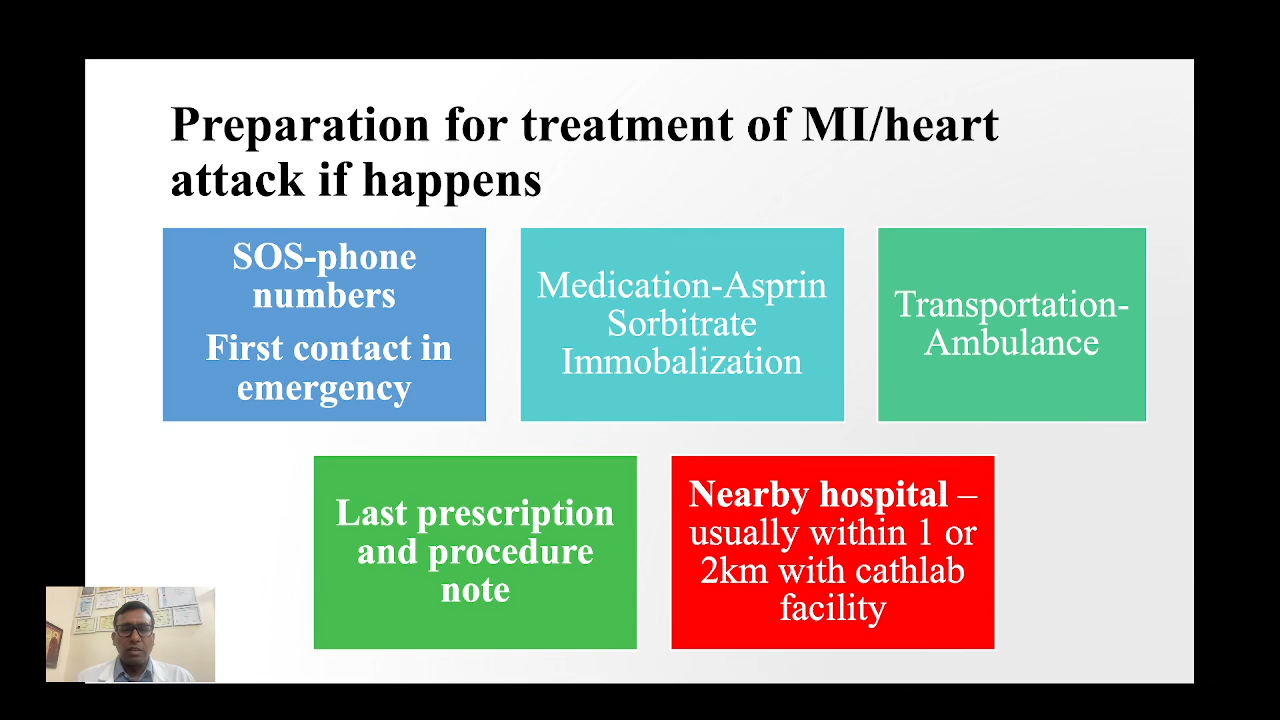 Preparation for treatment of MI/heart
attack if happens
SOS-phone
numbers
First contact in
emergency
Medication-Asprin
Sorbitrate
Immobalization
Transportation-
Ambulance
Last prescription
and procedure
note
Nearby hospital –
usually within 1 or
2km with cathlab
facility